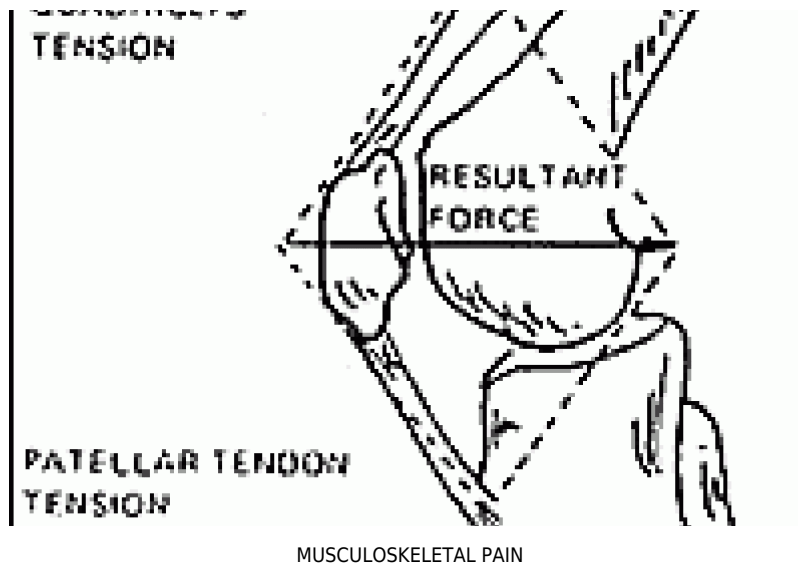 TENSION
RESULTANT
FORCE
PATELLAR TENDON
TENSION
MUSCULOSKELETAL PAIN